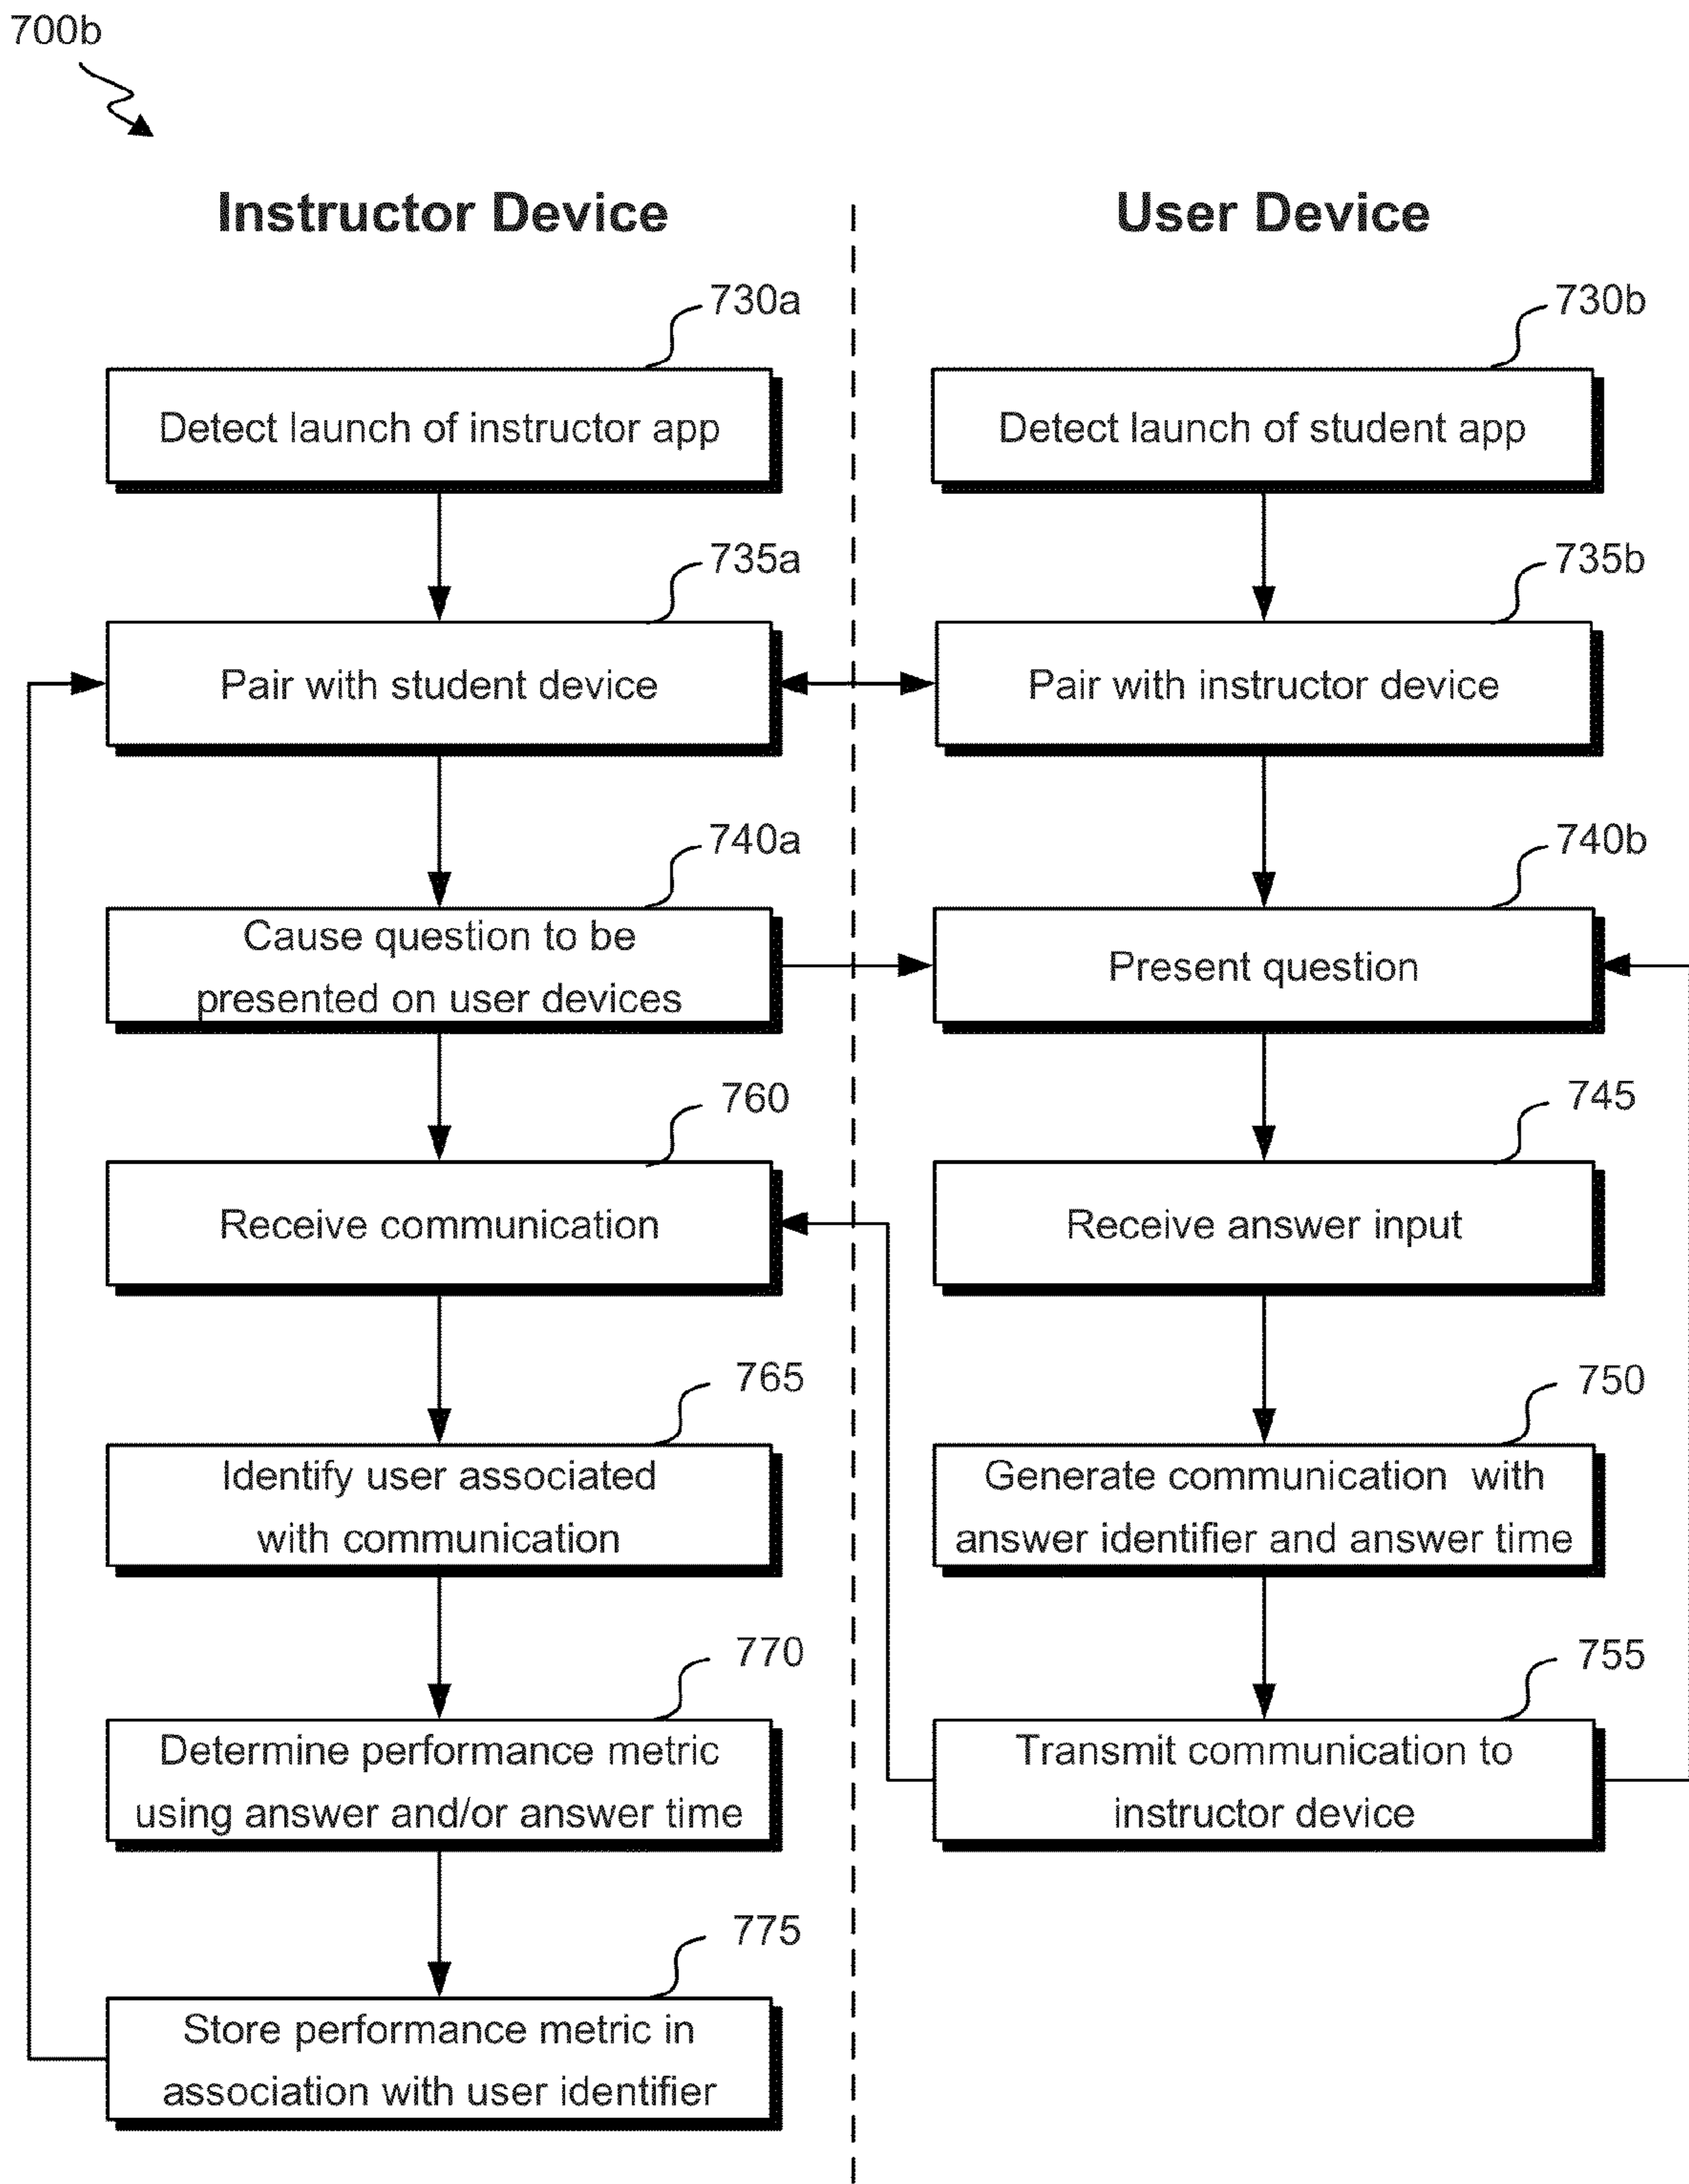 700b
Instructor Device
User Device
730a
730b
Detect launch of instructor app
Detect launch of student app
735a
735b
Pair with student device
Pair with instructor device
740a
740b
Cause question to be
presented on user devices
Present question
760
745
Receive communication
Receive answer input
765
750
Identify user associated
with communication
Generate communication with
answer identifier and answer time
770
755
Determine performance metric
using answer and/or answer time
Transmit communication to
instructor device
775
Store performance metric in
association with user identifier